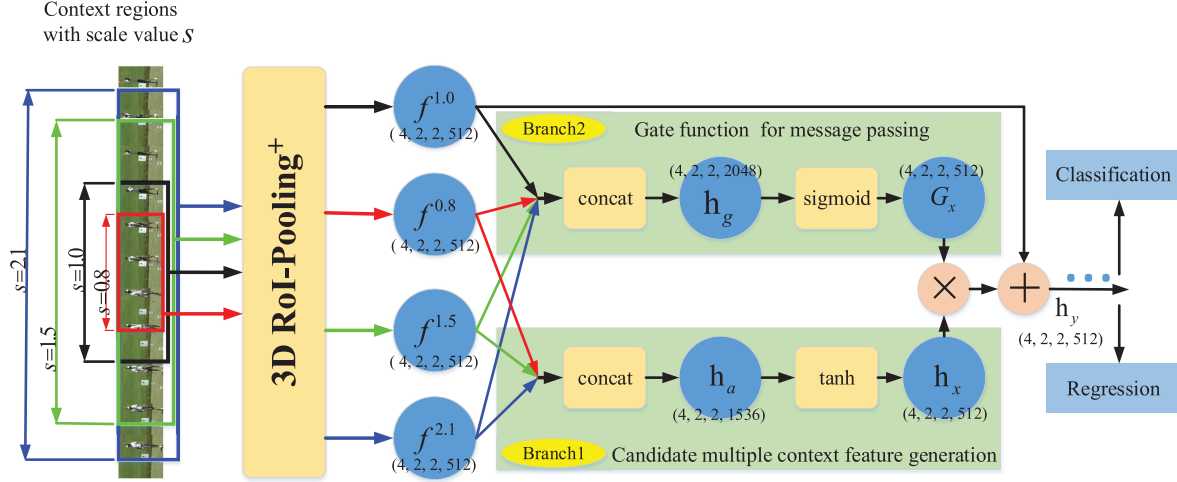 Context regions
with scale value s
s=2.1
s=1.5
s=1.0
s=0.8
3D RoI-Pooling+
f1.0
( 4, 2, 2, 512)
f0.8
( 4, 2, 2, 512)
f1.5
( 4, 2, 2, 512)
f2.1
(4, 2, 2, 512)
Branch2
Gate function for message passing
concat
(4, 2, 2, 2048)
hg
sigmoid
(4, 2, 2, 512)
Gx
×
+
hy
(4, 2, 2, 512)
Classification
Regression
concat
ha
(4, 2, 2, 1536)
tanh
hx
(4, 2, 2, 512)
Branch1
Candidate multiple context feature generation